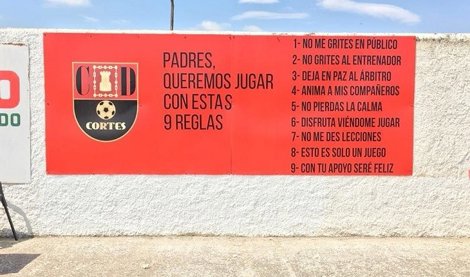 O
DO
CD
CORTES
PADRES,
QUEREMOS JUGAR
CON ESTAS
9 REGLAS
1- NO ME GRITES EN PÚBLICO
2- NO GRITES AL ENTRENADOR
3- DEJA EN PAZ AL ÁRBITRO
4- ANIMA A MIS COMPAÑEROS
5- NO PIERDAS LA CALMA
6- DISFRUTA VIÉNDOME JUGAR
7- NO ME DES LECCIONES
8- ESTO ES SOLO UN JUEGO
9- CON TU APOYO SERÉ FELIZ